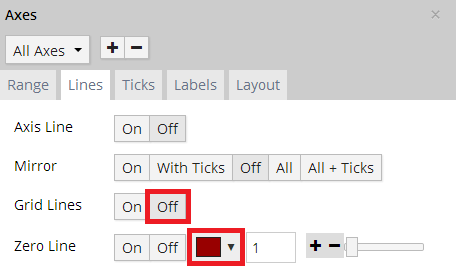 Axes ×
All Axes
Range Lines Ticks Labels Layout
Axis Line On Off
Mirror On With Ticks Off All All + Ticks
Grid Lines On Off
Zero Line On Off 1